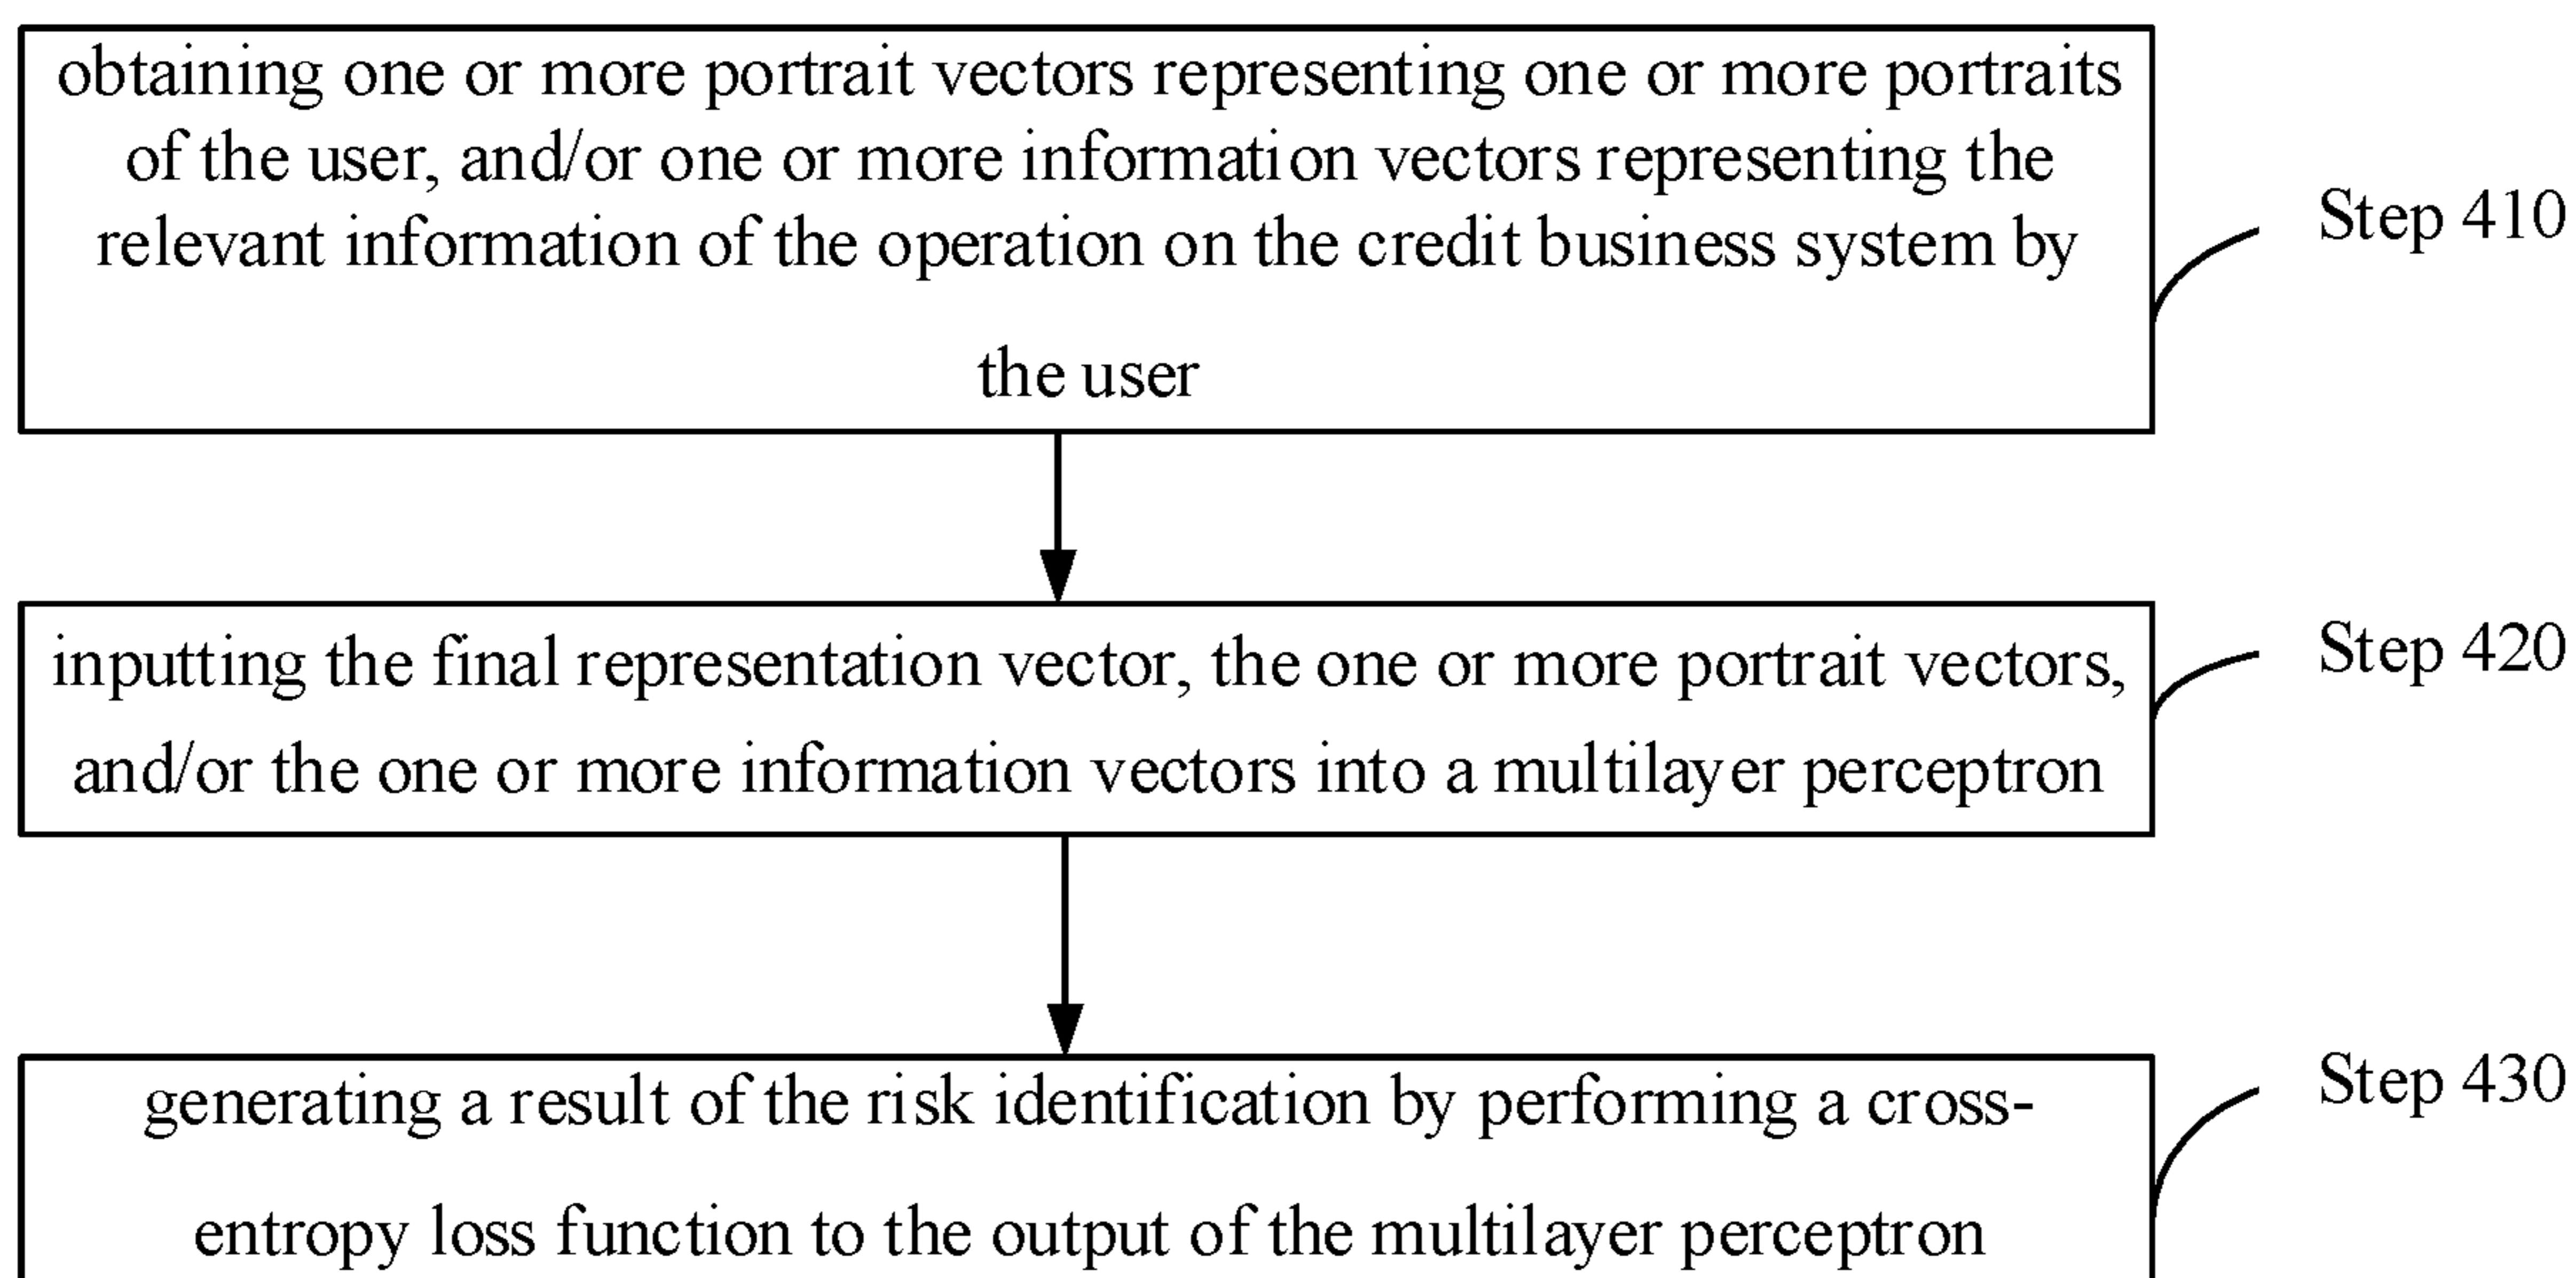 obtaining one or more portrait vectors representing one or more portraits
of the user, and/or one or more information vectors representing the
relevant information of the operation on the credit business system by
the user
Step 410
inputting the final representation vector, the one or more portrait vectors,
and/or the one or more information vectors into a multilayer perceptron
Step 420
generating a result of the risk identification by performing a cross-
entropy loss function to the output of the multilayer perceptron
Step 430